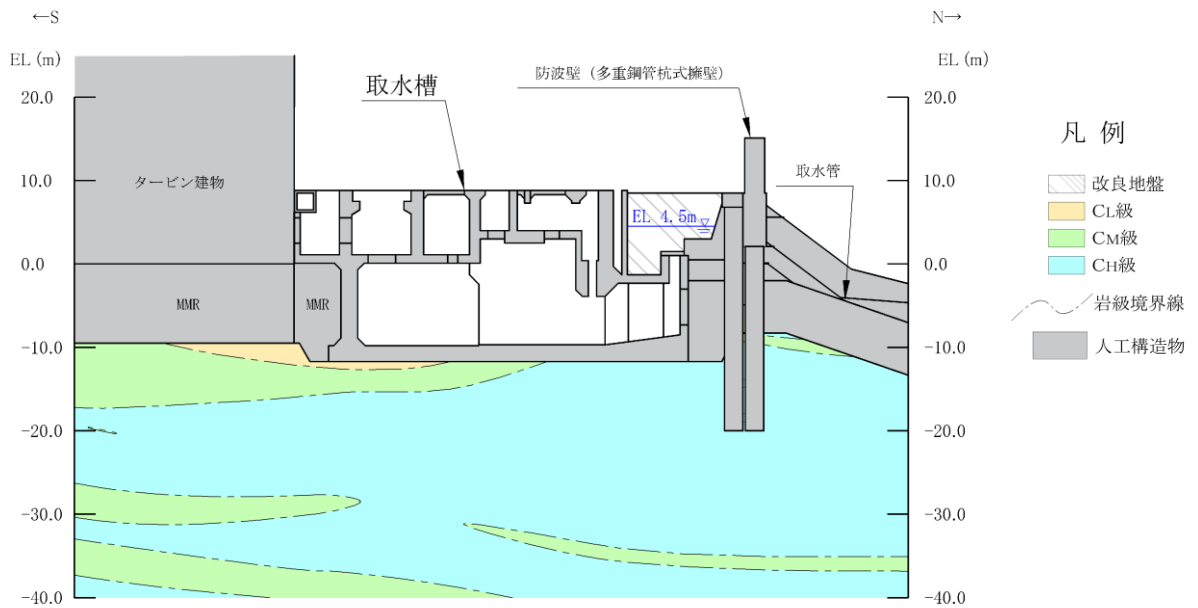 ←S
N→
EL(m)
防波壁（多重鋼管杭式擁壁）
EL(m)
20.0
取水槽
20.0
凡 例
取水管
タービン建物
10.0
10.0
改良地盤
EL 4.5m
CL級
CM級
0.0
0.0
CH級
MMR
MMR
岩級境界線
人工構造物
-10.0
-10.0
-20.0
-20.0
-30.0
-30.0
-40.0
-40.0